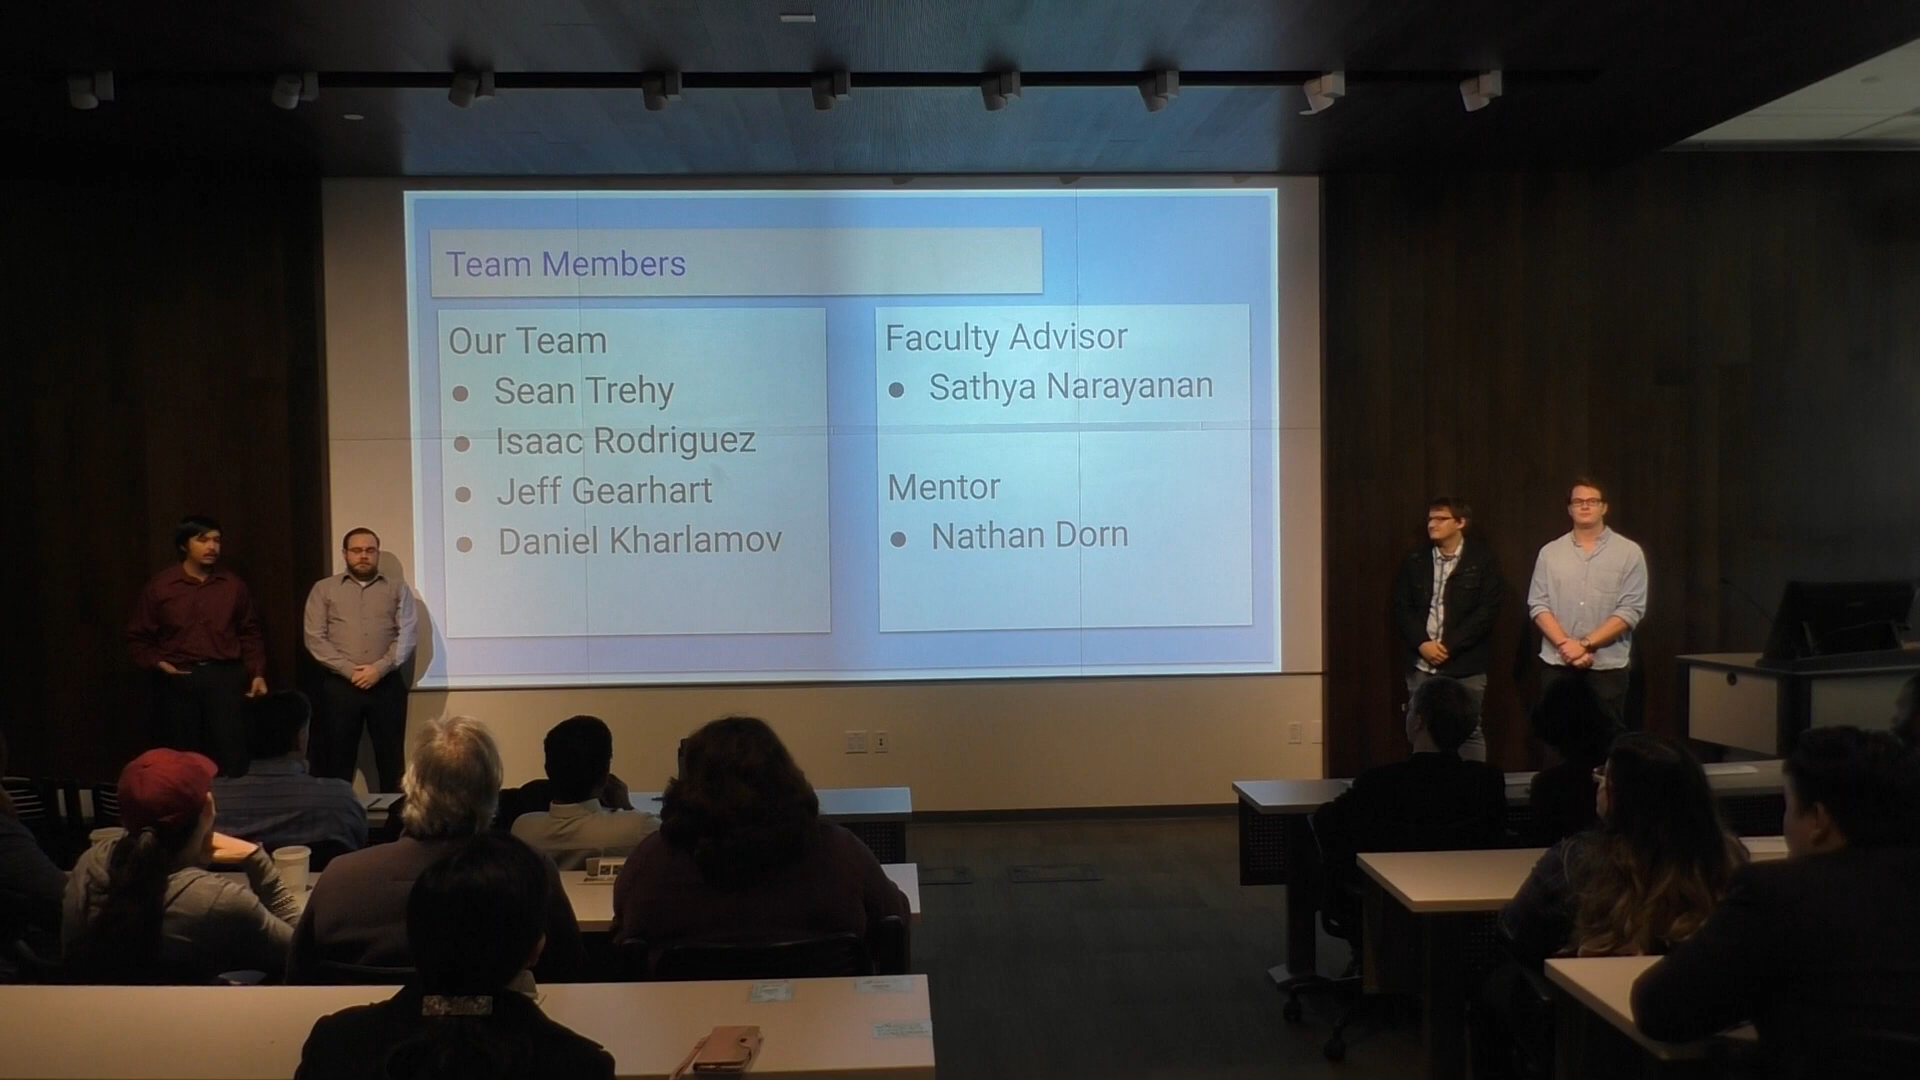 Team Members
Our Team
● Sean Trehy
● Isaac Rodriguez
● Jeff Gearhart
● Daniel Kharlamov
Faculty Advisor
● Sathya Narayanan
Mentor
● Nathan Dorn